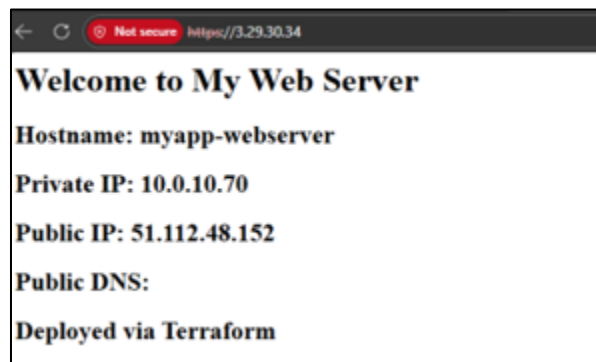 Not secure https://3.29.30.34
Welcome to My Web Server
Hostname: myapp-webserver
Private IP: 10.0.10.70
Public IP: 51.112.48.152
Public DNS:
Deployed via Terraform